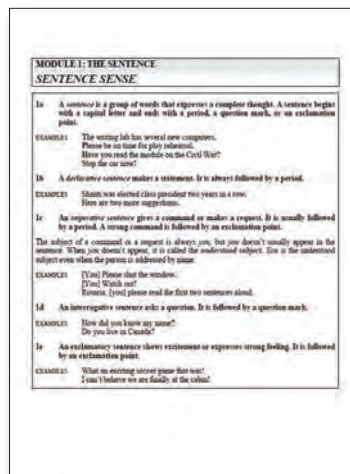 MODULE 1: THE SENTENCE
SENTENCE SENSE
1a A sentence is a group of words that expresses a complete thought. A sentence begins
with a capital letter and ends with a period, a question mark, or an exclamation
point.
EXAMPLES The writing lab has several new computers.
Please be on time for play rehearsal.
Have you read the module on the Civil War?
Stop the car now!
1b A declarative sentence makes a statement. It is always followed by a period.
EXAMPLES was elected class president two years in a row.
Here are two more suggestions.
1c An imperative sentence gives a command or makes a request. It is usually followed
by a period. A strong command is followed by an exclamation point.
The subject of a command or a request is always you, but you doesn't usually appear in the
sentence. When you doesn't appear, it is called the understood subject. You is the understood
subject even when the person is addressed by name.
EXAMPLES [You] Please shut the window.
[You] Watch out!
[you] please read the first two sentences aloud.
1d An interrogative sentence asks a question. It is followed by a question mark.
EXAMPLES How did you know my name?
Do you live in Canada?
1e An exclamatory sentence shows excitement or expresses strong feeling. It is followed
by an exclamation point.
EXAMPLES What an exciting soccer game that was!
I can't believe we are finally at the cabin!